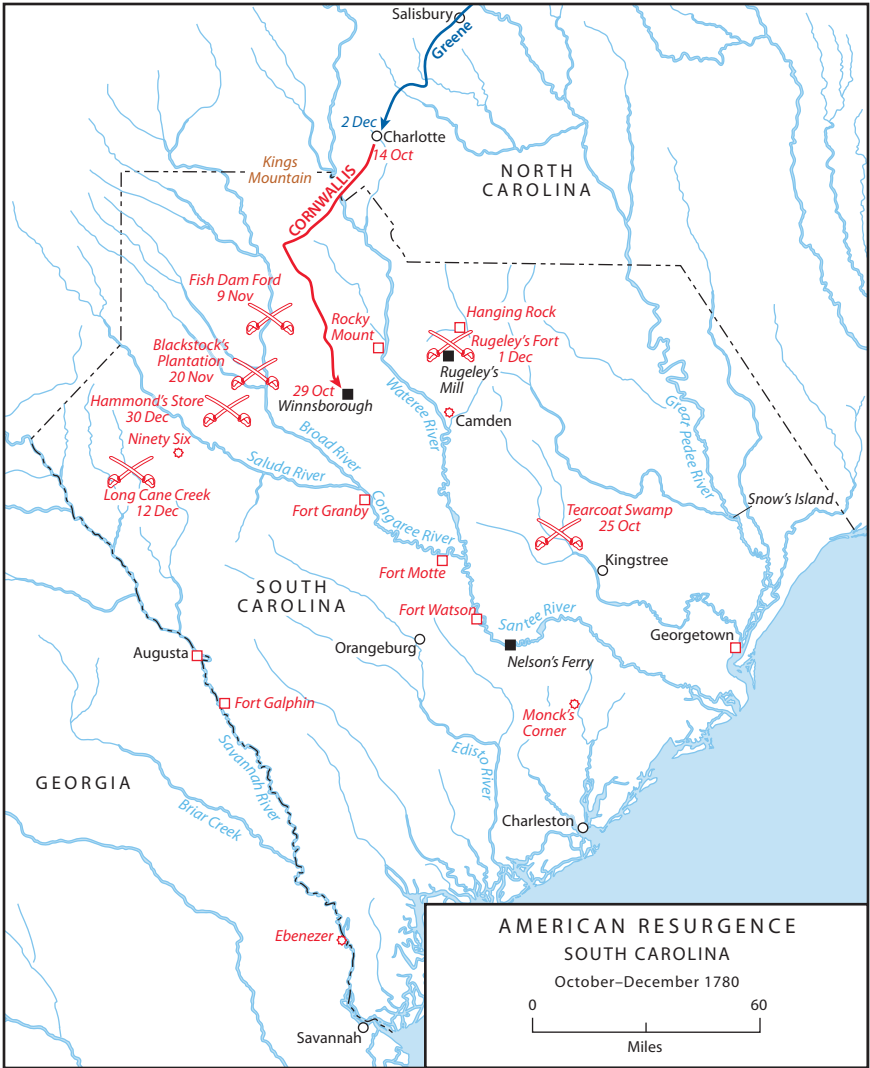 Salisbury
Greene
2 Dec
Charlotte
14 Oct
Kings
Mountain
CORNWALLIS
NORTH
CAROLINA
Fish Dam Ford
9 Nov
Rocky
Mount
Hanging Rock
Rugeley's Fort
1 Dec
Rugeley's
Mill
Blackstock's
Plantation
20 Nov
29 Oct
Winnsborough
Hammond's Store
30 Dec
Wateree River
Camden
Great Pedee River
Ninety Six
Broad River
Saluda River
Long Cane Creek
12 Dec
Fort Granby
Congaree River
Snow's Island
Tearcoat Swamp
25 Oct
Kingstree
Fort Motte
SOUTH
CAROLINA
Fort Watson
Santee River
Georgetown
Orangeburg
Nelson's Ferry
Augusta
Fort Galphin
Monck's
Corner
Savannah River
Edisto River
GEORGIA
Briar Creek
Charleston
Ebenezer
Savannah
AMERICAN RESURGENCE
SOUTH CAROLINA
October–December 1780
0 60
Miles